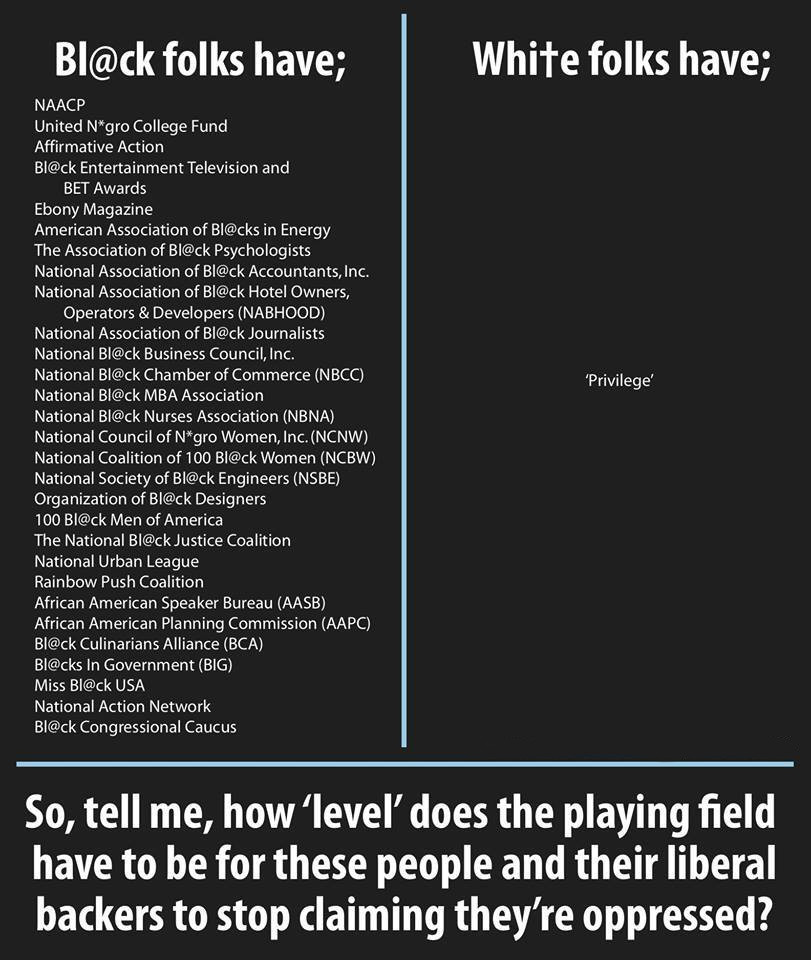 Bl@ck folks have;
NAACP
United N*gro College Fund
Affirmative Action
Bl@ck Entertainment Television and
BET Awards
Ebony Magazine
American Association of Bl@cks in Energy
The Association of Bl@ck Psychologists
National Association of Bl@ck Accountants, Inc.
National Association of Bl@ck Hotel Owners,
Operators & Developers (NABHOOD)
National Association of Bl@ck Journalists
National Bl@ck Business Council, Inc.
National Bl@ck Chamber of Commerce (NBCC)
National Bl@ck MBA Association
National Bl@ck Nurses Association (NBNA)
National Council of N*gro Women, Inc. (NCNW)
National Coalition of 100 Bl@ck Women (NCBW)
National Society of Bl@ck Engineers (NSBE)
Organization of Bl@ck Designers
100 Bl@ck Men of America
The National Bl@ck Justice Coalition
National Urban League
Rainbow Push Coalition
African American Speaker Bureau (AASB)
African American Planning Commission (AAPC)
Bl@ck Culinarians Alliance (BCA)
Bl@cks In Government (BIG)
Miss Bl@ck USA
National Action Network
Bl@ck Congressional Caucus
Whi†e folks have;
‘Privilege’
So, tell me, how ‘level’ does the playing field
have to be for these people and their liberal
backers to stop claiming they’re oppressed?